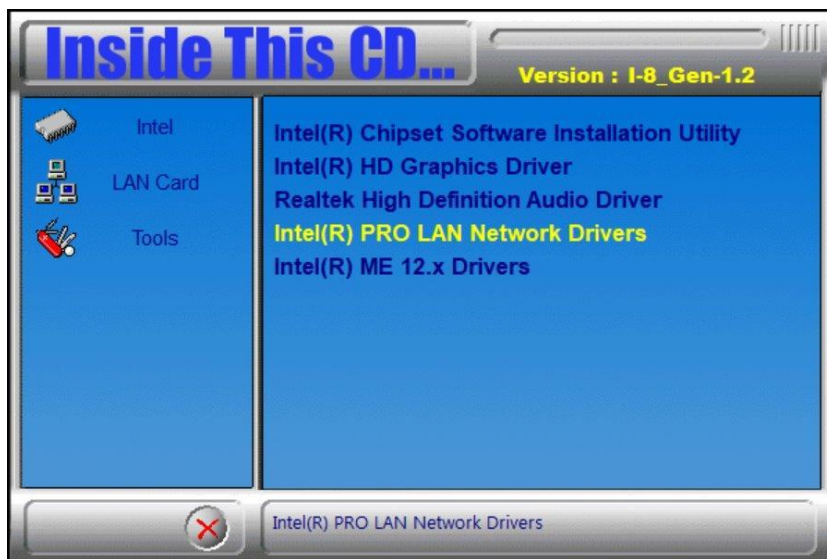 Inside This CD...
Version : I-8_Gen-1.2
Intel
LAN Card
Tools
Intel(R) Chipset Software Installation Utility
Intel(R) HD Graphics Driver
Realtek High Definition Audio Driver
Intel(R) PRO LAN Network Drivers
Intel(R) ME 12.x Drivers
Intel(R) PRO LAN Network Drivers